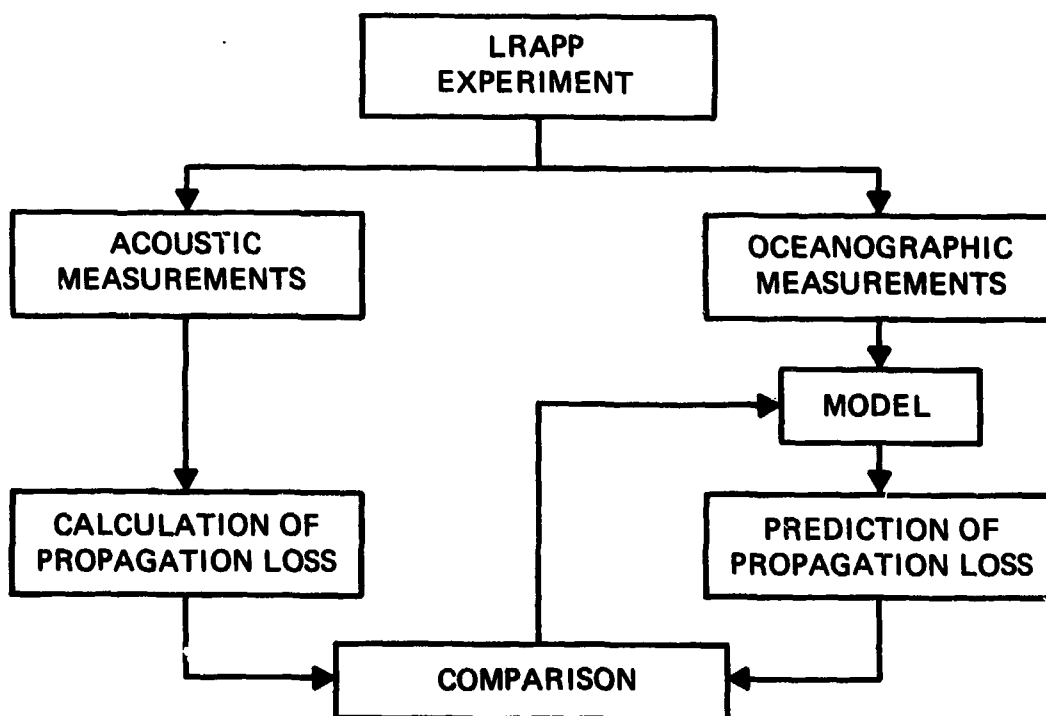 LRAPP
EXPERIMENT
ACOUSTIC
MEASUREMENTS
OCEANOGRAPHIC
MEASUREMENTS
MODEL
CALCULATION OF
PROPAGATION LOSS
PREDICTION OF
PROPAGATION LOSS
COMPARISON